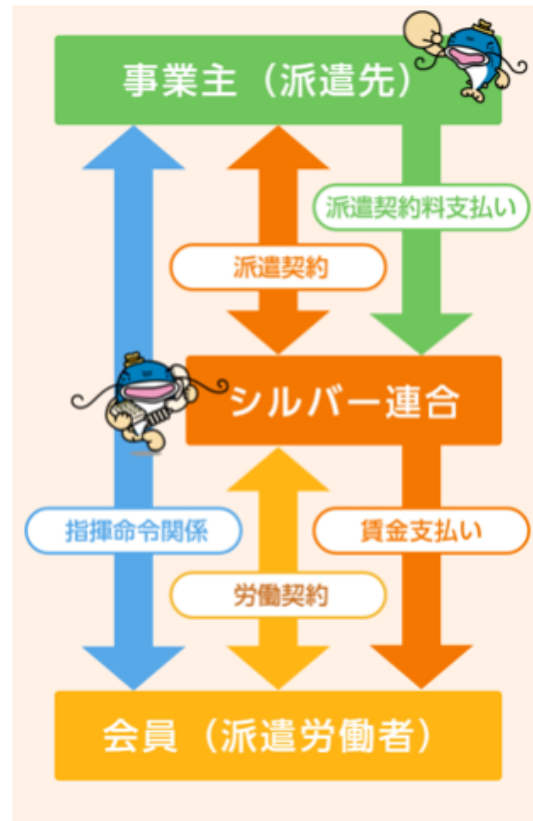 事業主（派遣先）
派遣契約料支払い
派遣契約
シルバー連合
指揮命令関係
賃金支払い
労働契約
会員（派遣労働者）